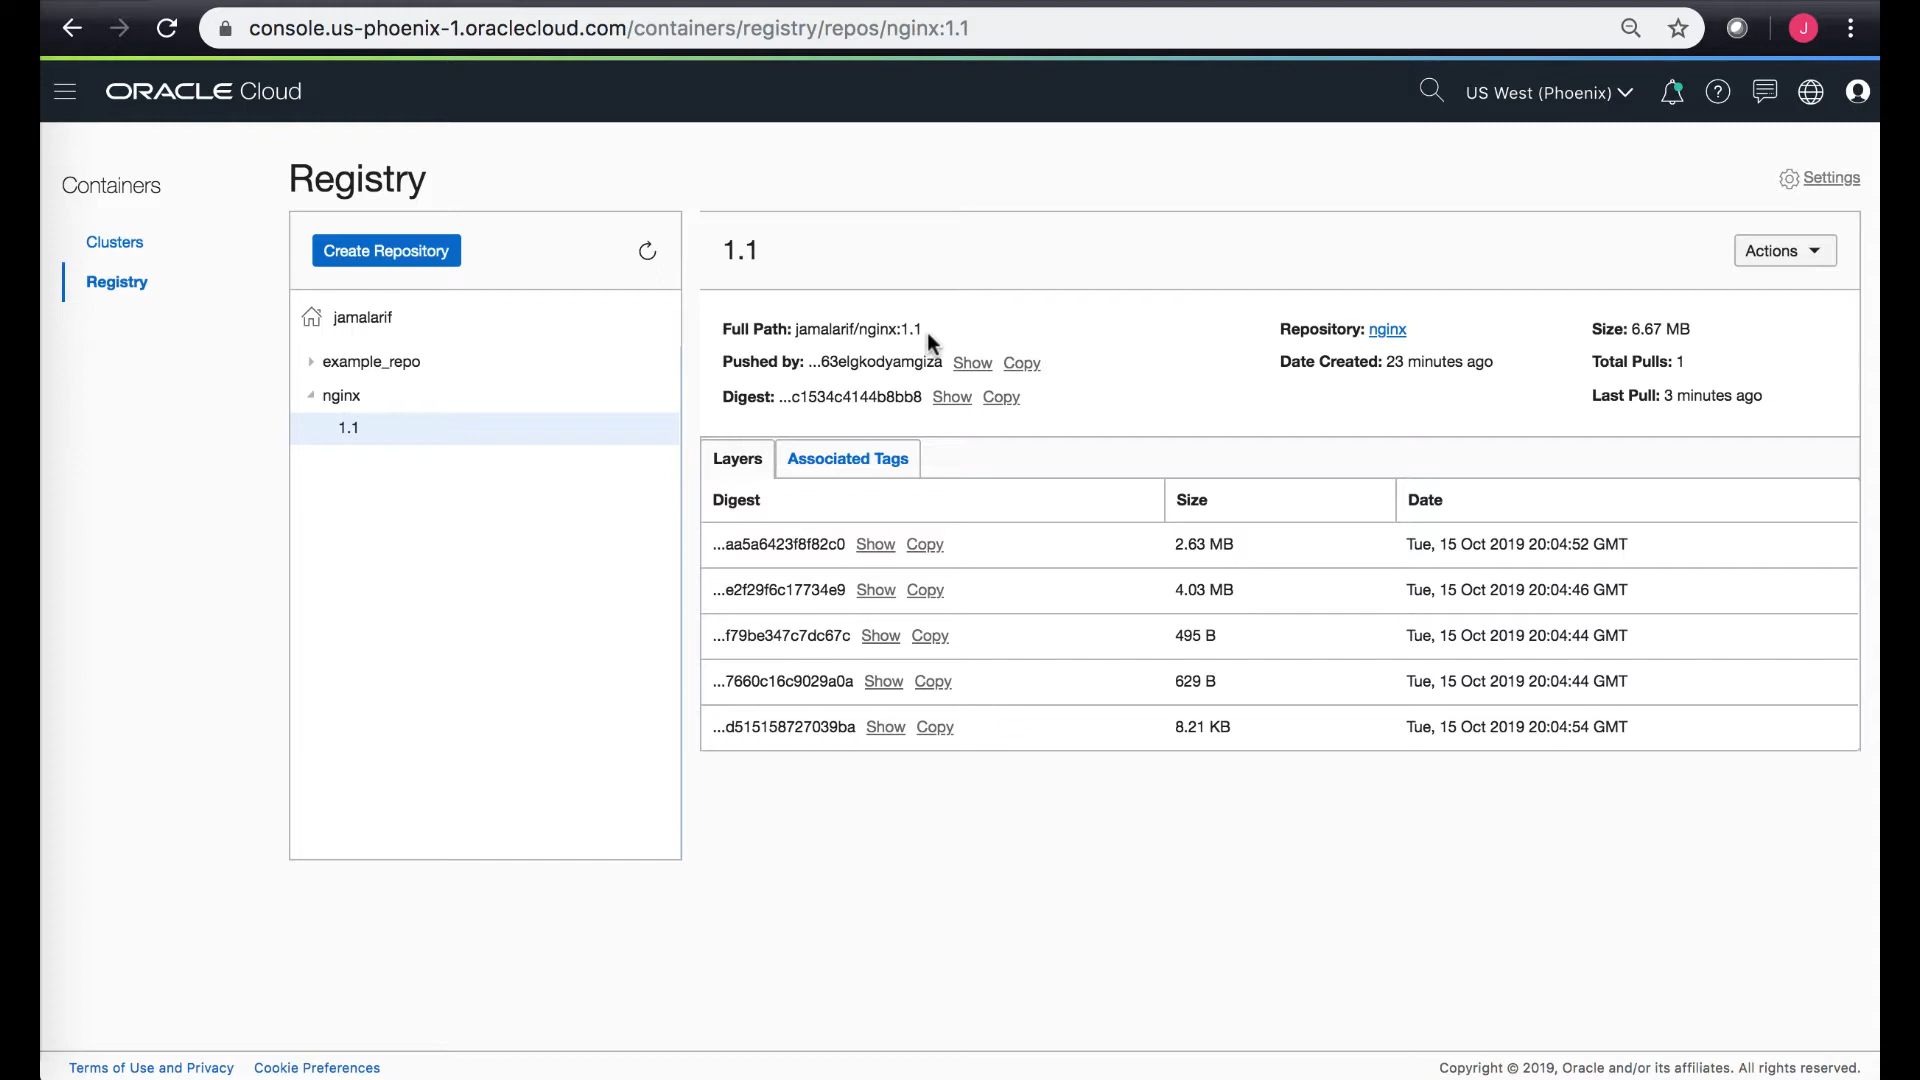 console.us-phoenix-1.oraclecloud.com/containers/registry/repos/nginx:1.1
J
ORACLE Cloud
US West (Phoenix)
Containers
Clusters
Registry
Registry
Settings
Create Repository
jamalarif
example_repo
nginx
1.1
1.1
Actions
Full Path: jamalarif/nginx:1.1
Pushed by: ...63elgkodyamgiza Show Copy
Digest: ...c1534c4144b8bb8 Show Copy
Repository: nginx
Date Created: 23 minutes ago
Size: 6.67 MB
Total Pulls: 1
Last Pull: 3 minutes ago
Layers Associated Tags
Digest Size Date
...aa5a6423f8f82c0 Show Copy 2.63 MB Tue, 15 Oct 2019 20:04:52 GMT
...e2f29f6c17734e9 Show Copy 4.03 MB Tue, 15 Oct 2019 20:04:46 GMT
...f79be347c7dc67c Show Copy 495 B Tue, 15 Oct 2019 20:04:44 GMT
...7660c16c9029a0a Show Copy 629 B Tue, 15 Oct 2019 20:04:44 GMT
...d515158727039ba Show Copy 8.21 KB Tue, 15 Oct 2019 20:04:54 GMT
Terms of Use and Privacy Cookie Preferences
Copyright © 2019, Oracle and/or its affiliates. All rights reserved.